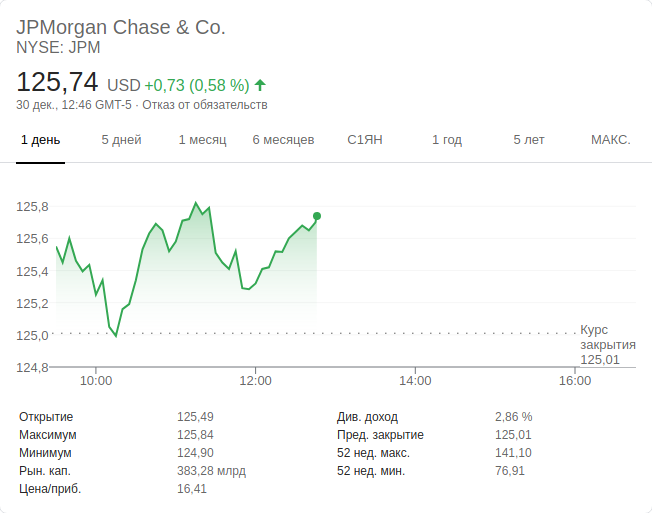 JPMorgan Chase & Co.
NYSE: JPM
125,74 USD +0,73 (0,58 %)
30 дек., 12:46 GMT-5 · Отказ от обязательств
1 день 5 дней 1 месяц 6 месяцев С1ЯН 1 год 5 лет МАКС.
125,8
125,6
125,4
125,2
125,0
124,8
Курс
закрытия
125,01
10:00 12:00 14:00 16:00
Открытие 125,49 Див. доход 2,86 %
Максимум 125,84 Пред. закрытие 125,01
Минимум 124,90 52 нед. макс. 141,10
Рын. кап. 383,28 млрд 52 нед. мин. 76,91
Цена/приб. 16,41